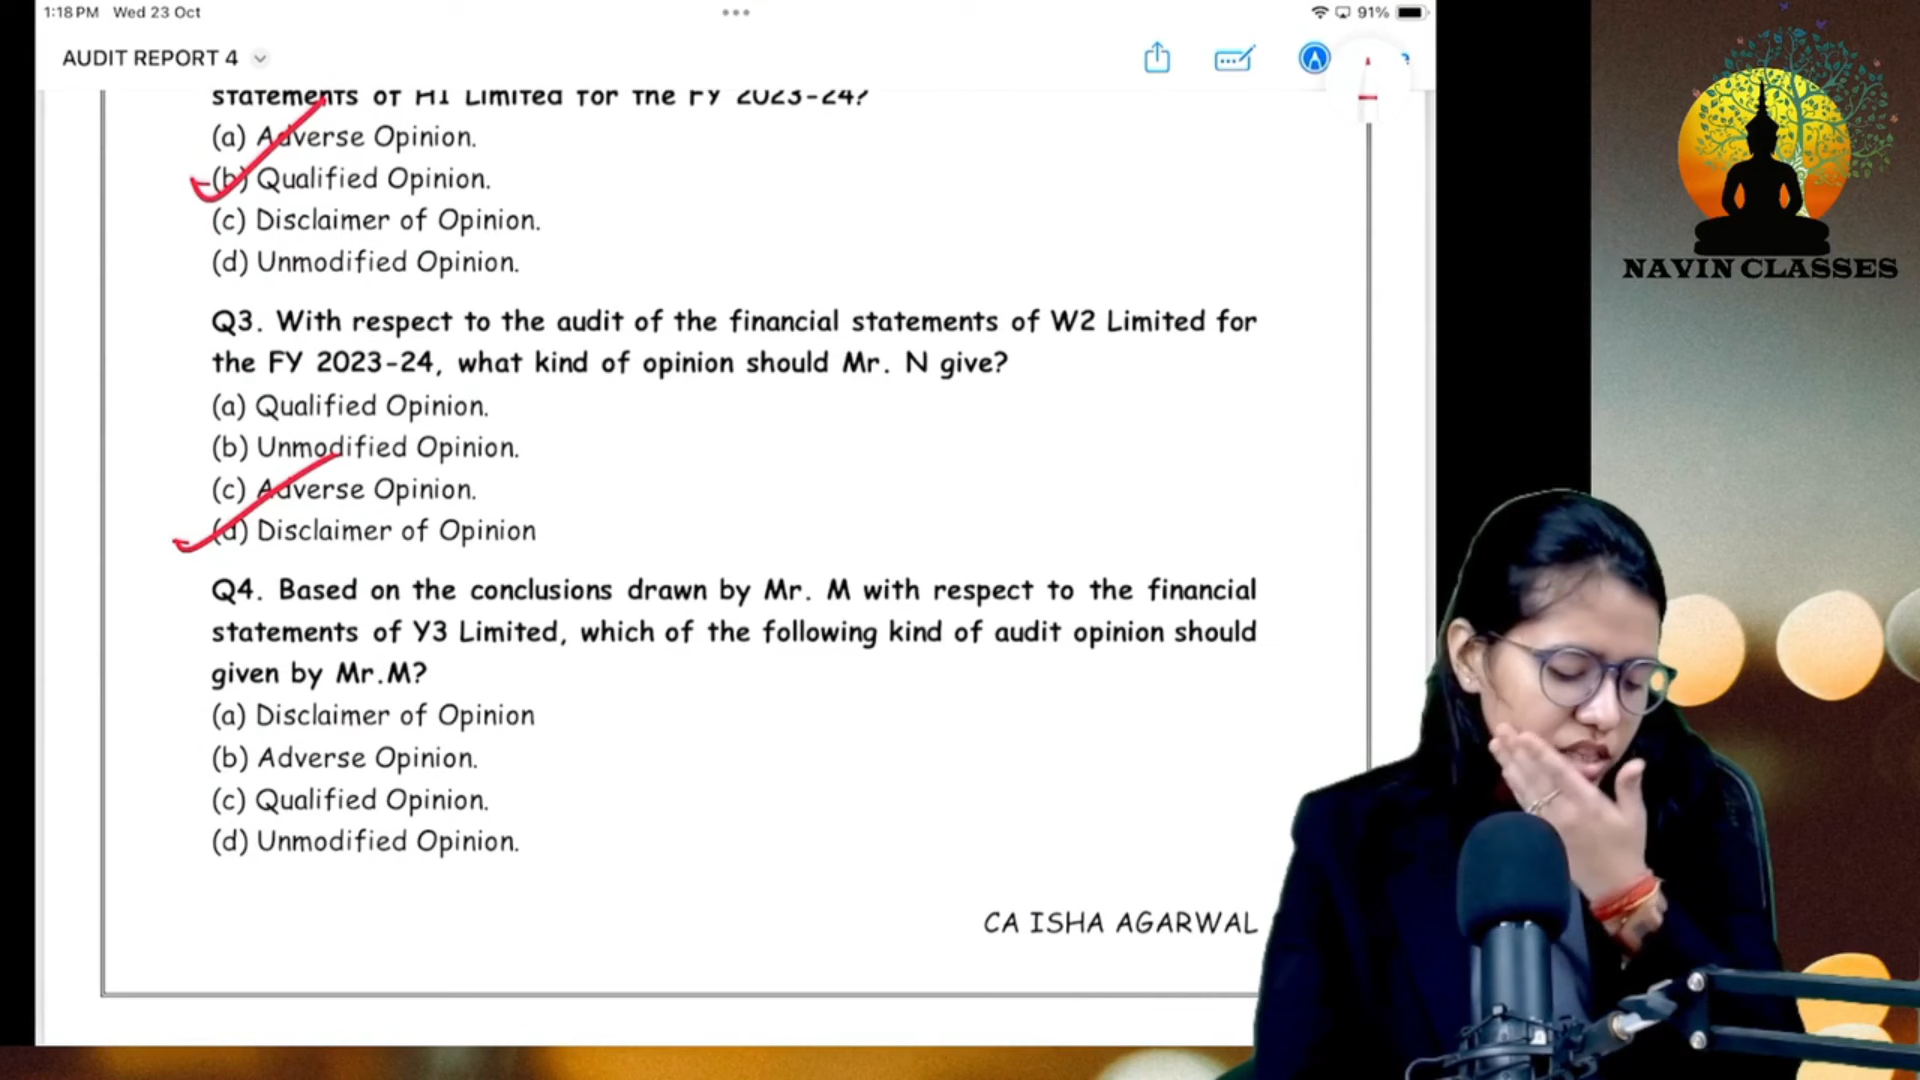 1:18 PM Wed 23 Oct
91%
AUDIT REPORT 4
statements of H1 Limited for the FY 2023-24?
(a) Adverse Opinion.
(b) Qualified Opinion.
(c) Disclaimer of Opinion.
(d) Unmodified Opinion.
Q3. With respect to the audit of the financial statements of W2 Limited for
the FY 2023-24, what kind of opinion should Mr. N give?
(a) Qualified Opinion.
(b) Unmodified Opinion.
(c) Adverse Opinion.
(d) Disclaimer of Opinion
Q4. Based on the conclusions drawn by Mr. M with respect to the financial
statements of Y3 Limited, which of the following kind of audit opinion should
given by Mr.M?
(a) Disclaimer of Opinion
(b) Adverse Opinion.
(c) Qualified Opinion.
(d) Unmodified Opinion.
CA ISHA AGARWAL
NAVIN CLASSES